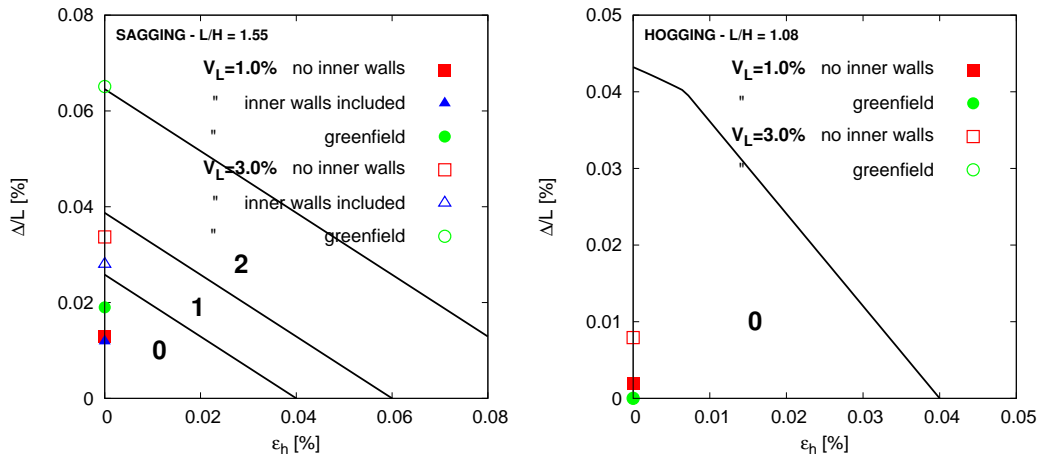 SAGGING - L/H = 1.55
V_L=1.0% no inner walls
" inner walls included
" greenfield
V_L=3.0% no inner walls
" inner walls included
" greenfield
0.08
0.06
0.04
0.02
0
2
1
0
0 0.02 0.04 0.06 0.08
Δ/L [%]
ε_h [%]
HOGGING - L/H = 1.08
V_L=1.0% no inner walls
" greenfield
V_L=3.0% no inner walls
" greenfield
0.05
0.04
0.03
0.02
0.01
0
0
0 0.01 0.02 0.03 0.04 0.05
Δ/L [%]
ε_h [%]